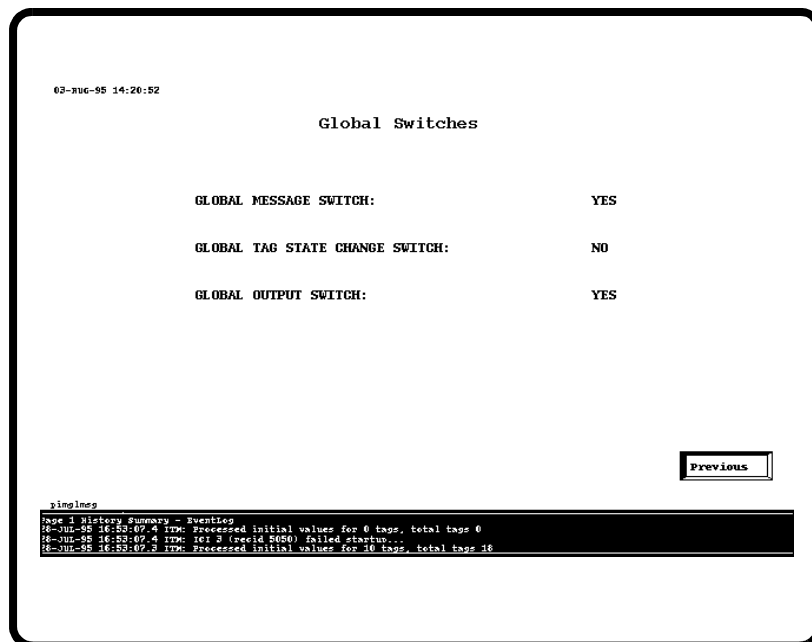 03-AUG-95 14:20:52
Global Switches
GLOBAL MESSAGE SWITCH: YES
GLOBAL TAG STATE CHANGE SWITCH: NO
GLOBAL OUTPUT SWITCH: YES
Previous
pimglmsg
Page 1 History Summary - EventLog
28-JUL-95 16:53:07.4 ITM: Processed initial values for 0 tags, total tags 0
28-JUL-95 16:53:07.4 ITM: ICI 3 (recid 5050) failed startup...
28-JUL-95 16:53:07.3 ITM: Processed initial values for 10 tags, total tags 18